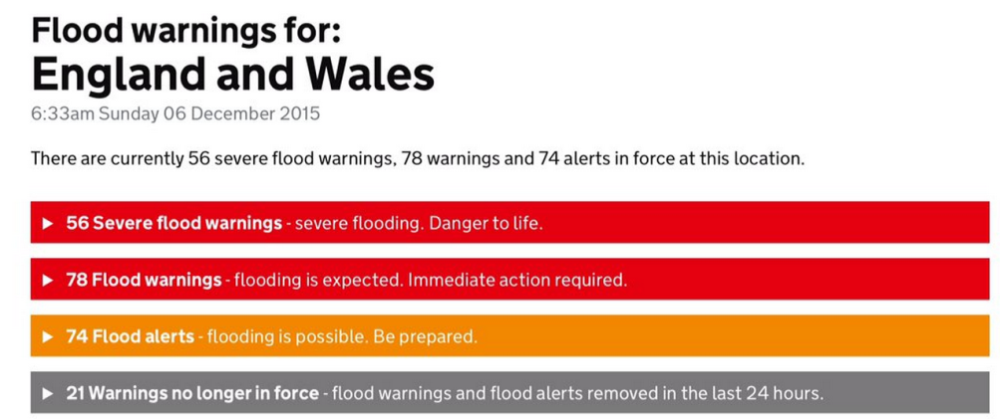 Flood warnings for:
England and Wales
6:33am Sunday 06 December 2015
There are currently 56 severe flood warnings, 78 warnings and 74 alerts in force at this location.
56 Severe flood warnings - severe flooding. Danger to life.
78 Flood warnings - flooding is expected. Immediate action required.
74 Flood alerts - flooding is possible. Be prepared.
21 Warnings no longer in force - flood warnings and flood alerts removed in the last 24 hours.